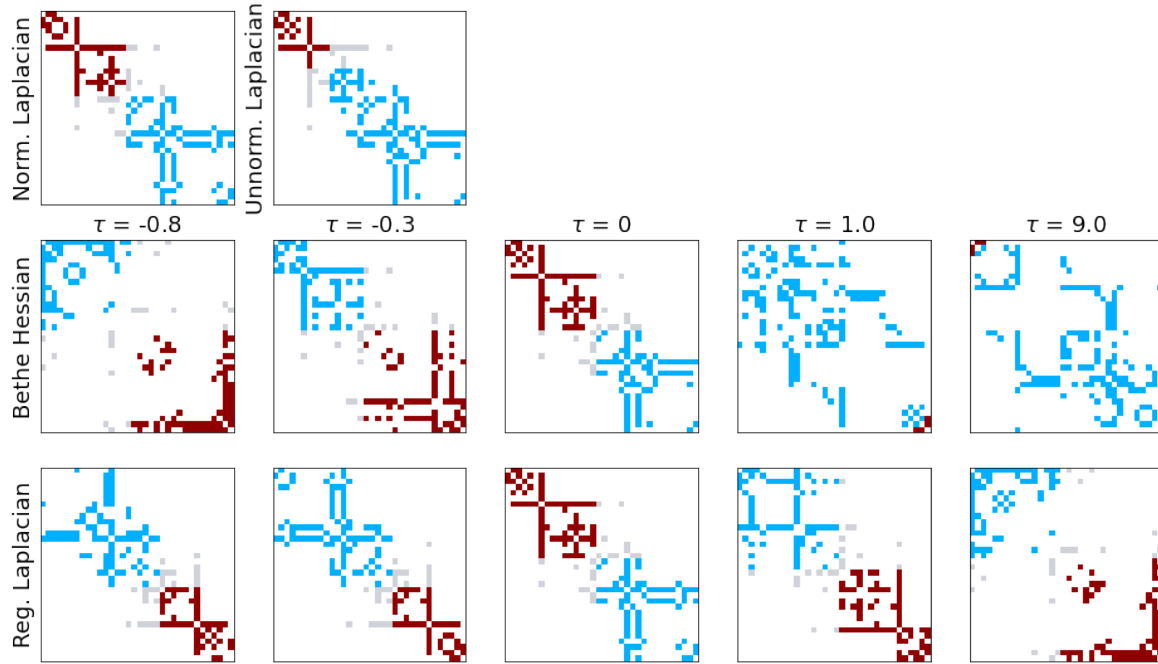 Norm. Laplacian
Unnorm. Laplacian
τ = -0.8
τ = -0.3
τ = 0
τ = 1.0
τ = 9.0
Bethe Hessian
Reg. Laplacian